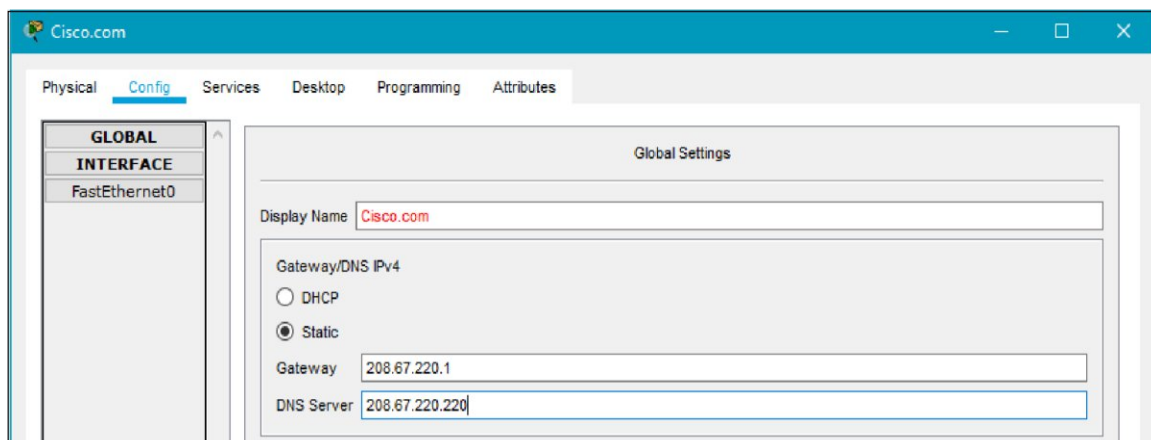 Cisco.com
Physical Config Services Desktop Programming Attributes
GLOBAL
INTERFACE
FastEthernet0
Global Settings
Display Name Cisco.com
Gateway/DNS IPv4
DHCP
Static
Gateway 208.67.220.1
DNS Server 208.67.220.220